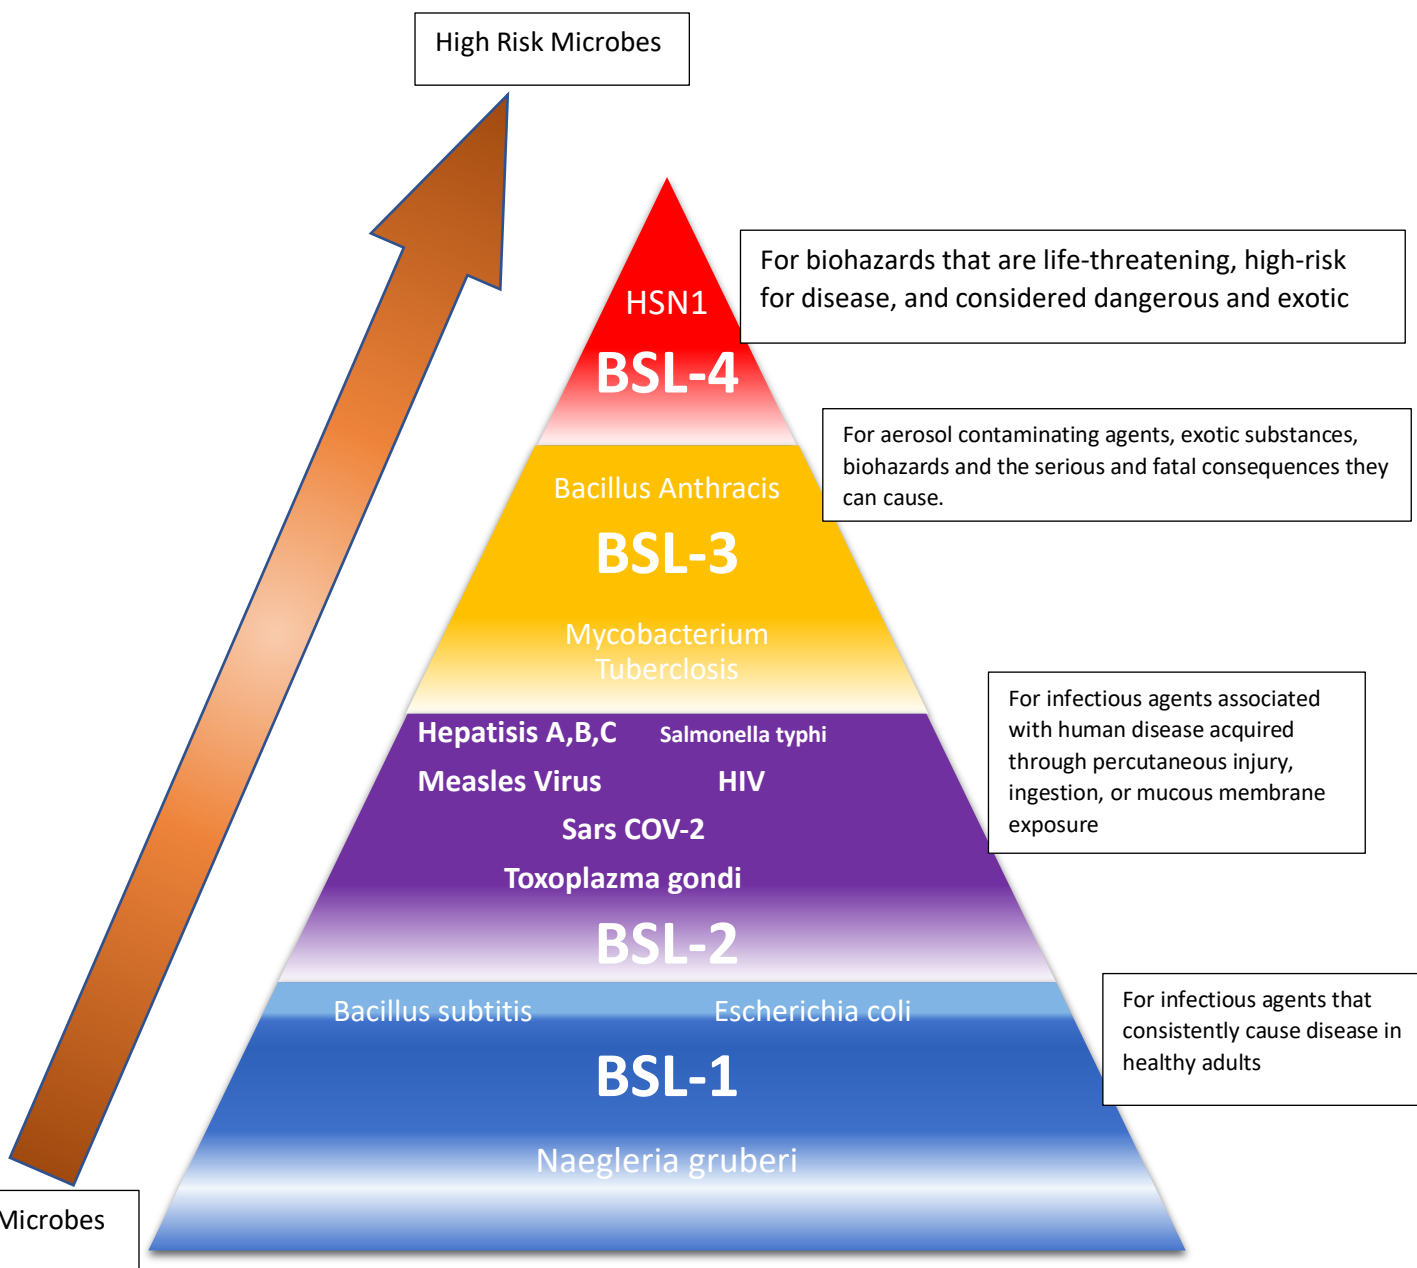 High Risk Microbes
HSN1
BSL-4
For biohazards that are life-threatening, high-risk
for disease, and considered dangerous and exotic
For aerosol contaminating agents, exotic substances,
biohazards and the serious and fatal consequences they
can cause.
Bacillus Anthracis
BSL-3
Mycobacterium
Tuberclosis
For infectious agents associated
with human disease acquired
through percutaneous injury,
ingestion, or mucous membrane
exposure
Hepatisis A,B,C Salmonella typhi
Measles Virus HIV
Sars COV-2
Toxoplazma gondi
BSL-2
For infectious agents that
consistently cause disease in
healthy adults
Bacillus subtitis Escherichia coli
BSL-1
Naegleria gruberi
Microbes